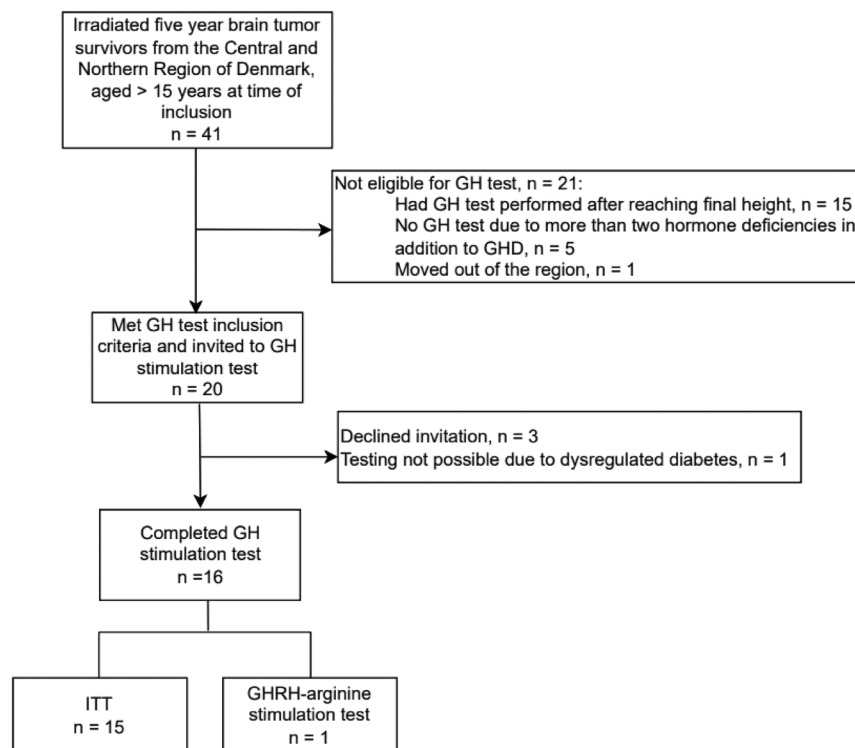 Irradiated five year brain tumor
survivors from the Central and
Northern Region of Denmark,
aged > 15 years at time of
inclusion
n = 41
Not eligible for GH test, n = 21:
Had GH test performed after reaching final height, n = 15
No GH test due to more than two hormone deficiencies in
addition to GHD, n = 5
Moved out of the region, n = 1
Met GH test inclusion
criteria and invited to GH
stimulation test
n = 20
Declined invitation, n = 3
Testing not possible due to dysregulated diabetes, n = 1
Completed GH
stimulation test
n =16
ITT
n = 15
GHRH-arginine
stimulation test
n = 1